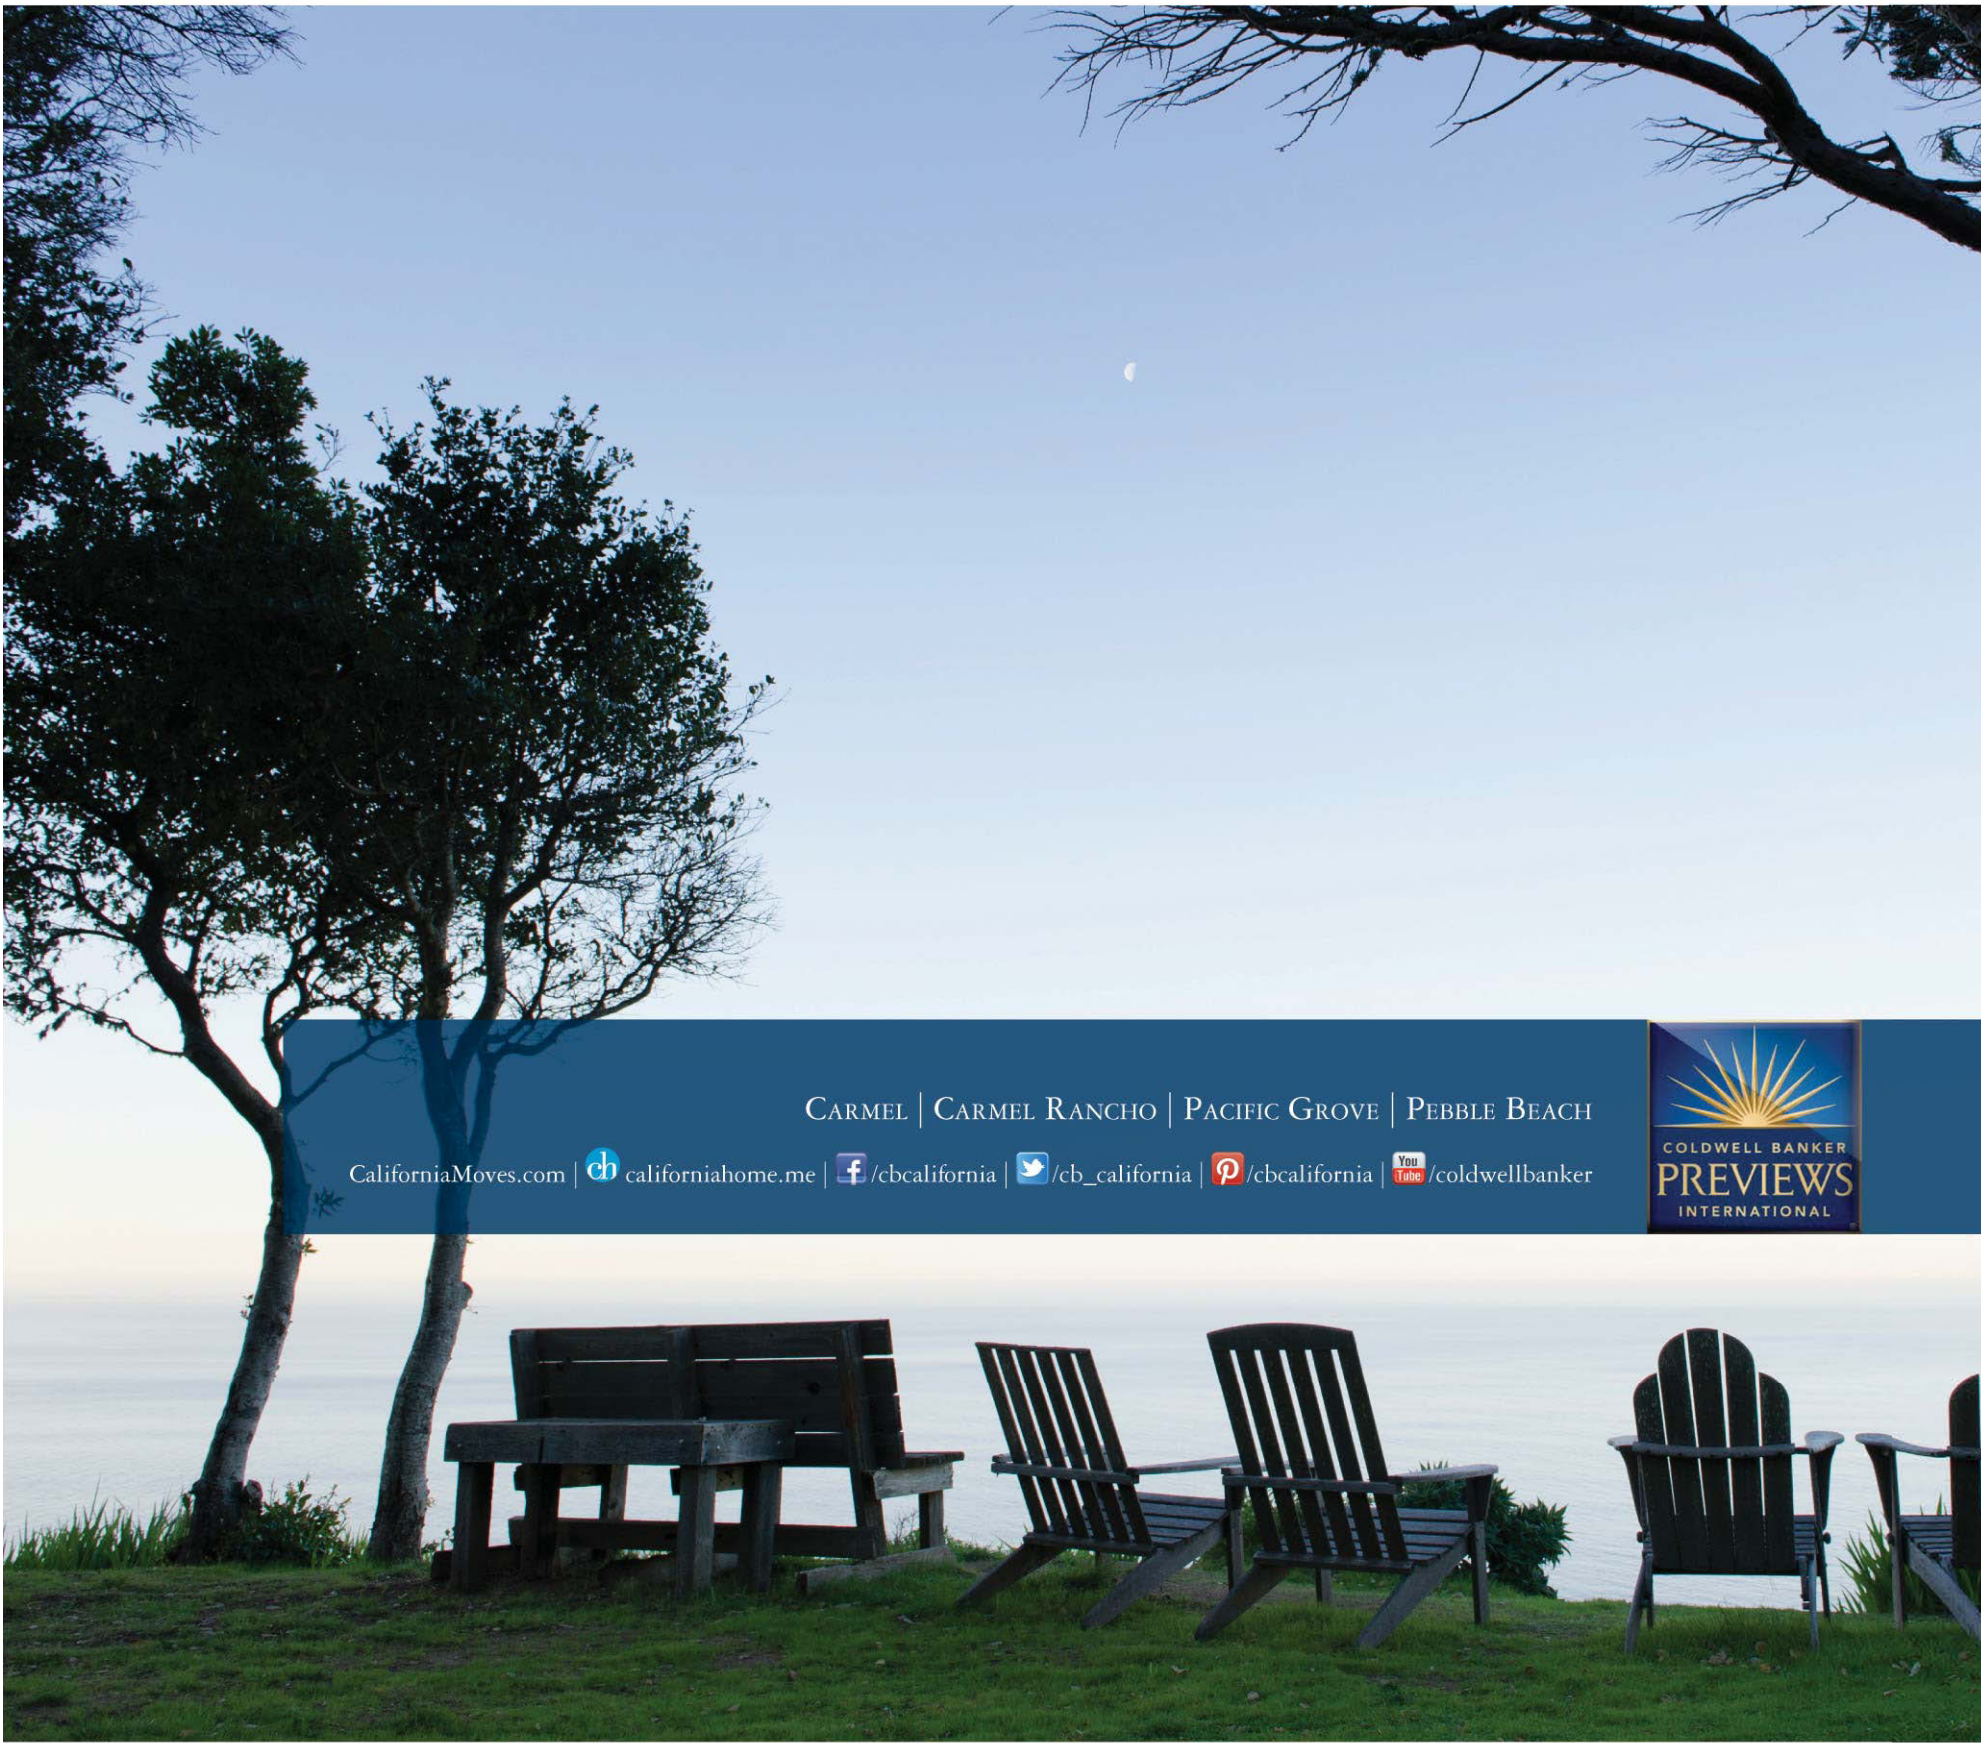 CARMEL | CARMEL RANCHO | PACIFIC GROVE | PEBBLE BEACH
CaliforniaMoves.com | cb californiahome.me | f /cbcalifornia | /cb_california | P /cbcalifornia | You Tube /coldwellbanker
COLDWELL BANKER
PREVIEWS
INTERNATIONAL